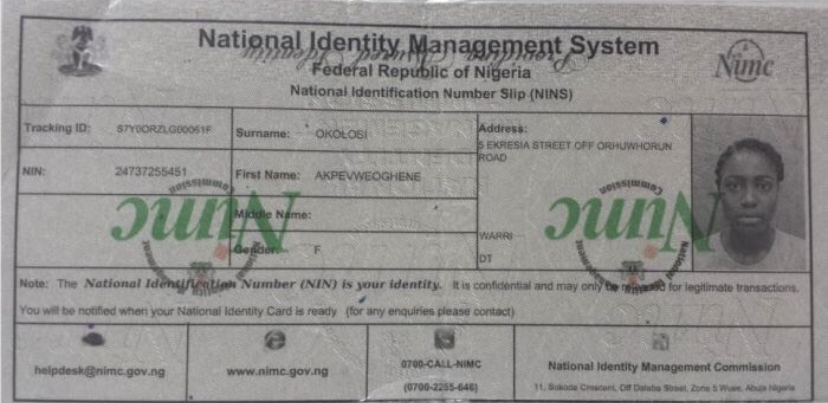 National Identity Management System
Federal Republic of Nigeria
National Identification Number Slip (NINS)
nimc
Tracking ID: S7Y0ORZLG00051F
Surname: OKOLOSI
Address:
5 EKRESIA STREET OFF ORHUWHORUN
ROAD
NIN: 24737255451
First Name: AKPEVWEOGHENE
Middle Name:
WARRI
Gender: F
DT
Note: The National Identification Number (NIN) is your identity. It is confidential and may only be released for legitimate transactions.
You will be notified when your National Identity Card is ready (for any enquiries please contact)
helpdesk@nimc.gov.ng
www.nimc.gov.ng
0700-CALL-NIMC
(0700-2255-646)
National Identity Management Commission
11, Sokode Crescent, Off Dalaba Street, Zone 5 Wuse, Abuja Nigeria